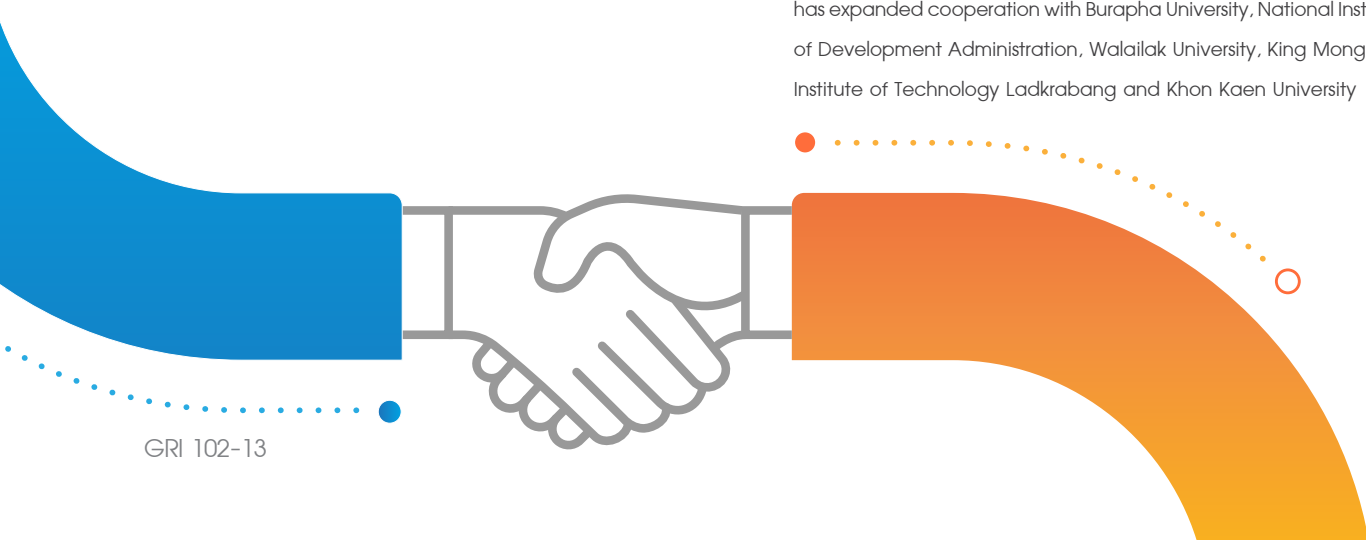 has expanded cooperation with Burapha University, National Inst
of Development Administration, Walailak University, King Mong
Institute of Technology Ladkrabang and Khon Kaen University
GRI 102-13